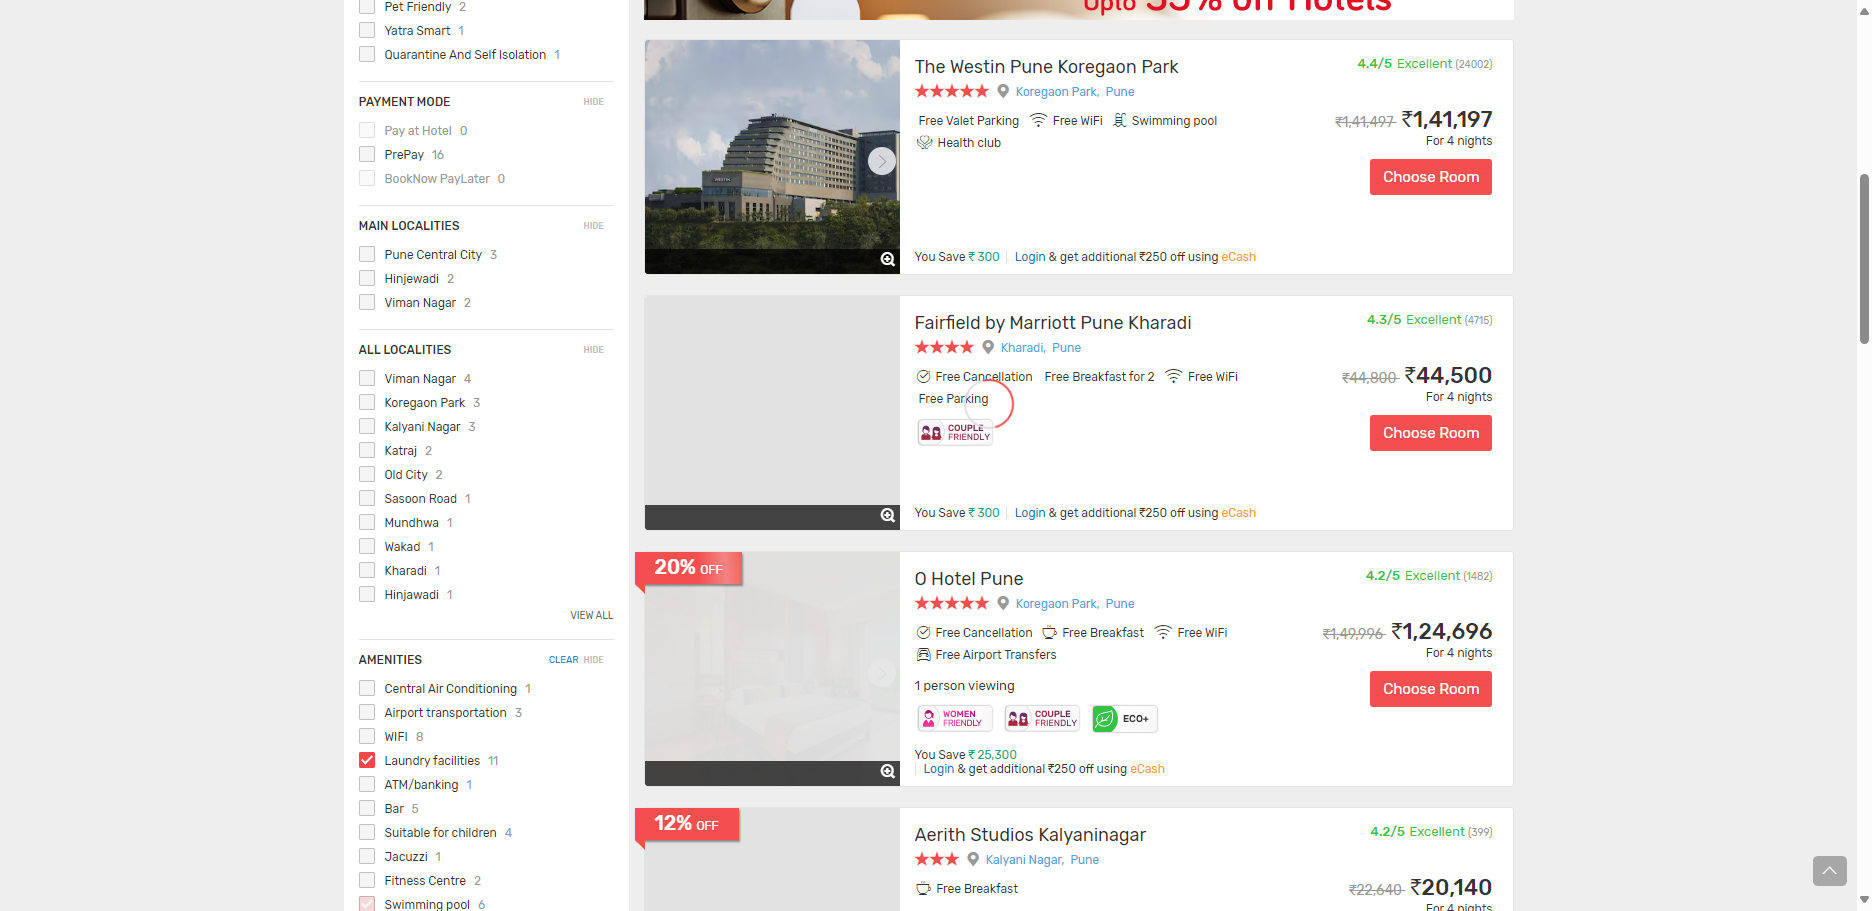 Pet Friendly 2
Yatra Smart 1
Quarantine And Self Isolation 1
PAYMENT MODE HIDE
Pay at Hotel 0
PrePay 16
BookNow PayLater 0
MAIN LOCALITIES HIDE
Pune Central City 3
Hinjewadi 2
Viman Nagar 2
ALL LOCALITIES HIDE
Viman Nagar 4
Koregaon Park 3
Kalyani Nagar 3
Katraj 2
Old City 2
Sasoon Road 1
Mundhwa 1
Wakad 1
Kharadi 1
Hinjawadi 1
VIEW ALL
AMENITIES CLEAR HIDE
Central Air Conditioning 1
Airport transportation 3
WIFI 8
Laundry facilities 11
ATM/banking 1
Bar 5
Suitable for children 4
Jacuzzi 1
Fitness Centre 2
Swimming pool 6
Upto 55% off Hotels
The Westin Pune Koregaon Park 4.4/5 Excellent (24002)
Koregaon Park, Pune
Free Valet Parking Free WiFi Swimming pool ₹1,41,497 ₹1,41,197
Health club For 4 nights
Choose Room
WESTIN
You Save ₹ 300 Login & get additional ₹250 off using eCash
Fairfield by Marriott Pune Kharadi 4.3/5 Excellent (4715)
Kharadi, Pune
Free Cancellation Free Breakfast for 2 Free WiFi ₹44,800 ₹44,500
Free Parking For 4 nights
COUPLE FRIENDLY Choose Room
You Save ₹ 300 Login & get additional ₹250 off using eCash
20% OFF
O Hotel Pune 4.2/5 Excellent (1482)
Koregaon Park, Pune
Free Cancellation Free Breakfast Free WiFi ₹1,49,996 ₹1,24,696
Free Airport Transfers For 4 nights
1 person viewing Choose Room
WOMEN FRIENDLY COUPLE FRIENDLY ECO+
You Save ₹ 25,300
Login & get additional ₹250 off using eCash
12% OFF
Aerith Studios Kalyaninagar 4.2/5 Excellent (399)
Kalyani Nagar, Pune
Free Breakfast ₹22,640 ₹20,140
For 4 nights